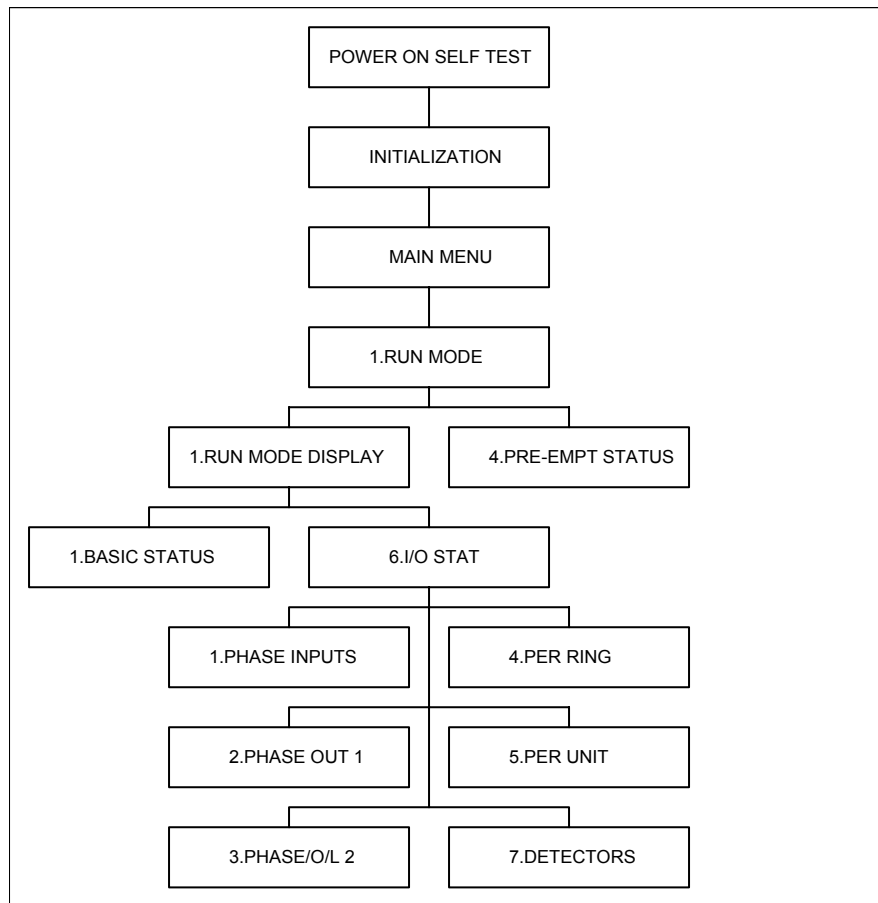 POWER ON SELF TEST
INITIALIZATION
MAIN MENU
1.RUN MODE
1.RUN MODE DISPLAY
4.PRE-EMPT STATUS
1.BASIC STATUS
6.I/O STAT
1.PHASE INPUTS
4.PER RING
2.PHASE OUT 1
5.PER UNIT
3.PHASE/O/L 2
7.DETECTORS